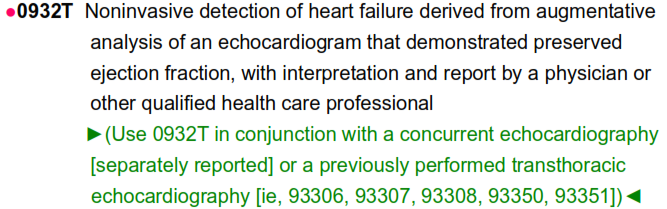 ●0932T Noninvasive detection of heart failure derived from augmentative
analysis of an echocardiogram that demonstrated preserved
ejection fraction, with interpretation and report by a physician or
other qualified health care professional
►(Use 0932T in conjunction with a concurrent echocardiography
[separately reported] or a previously performed transthoracic
echocardiography [ie, 93306, 93307, 93308, 93350, 93351])◄